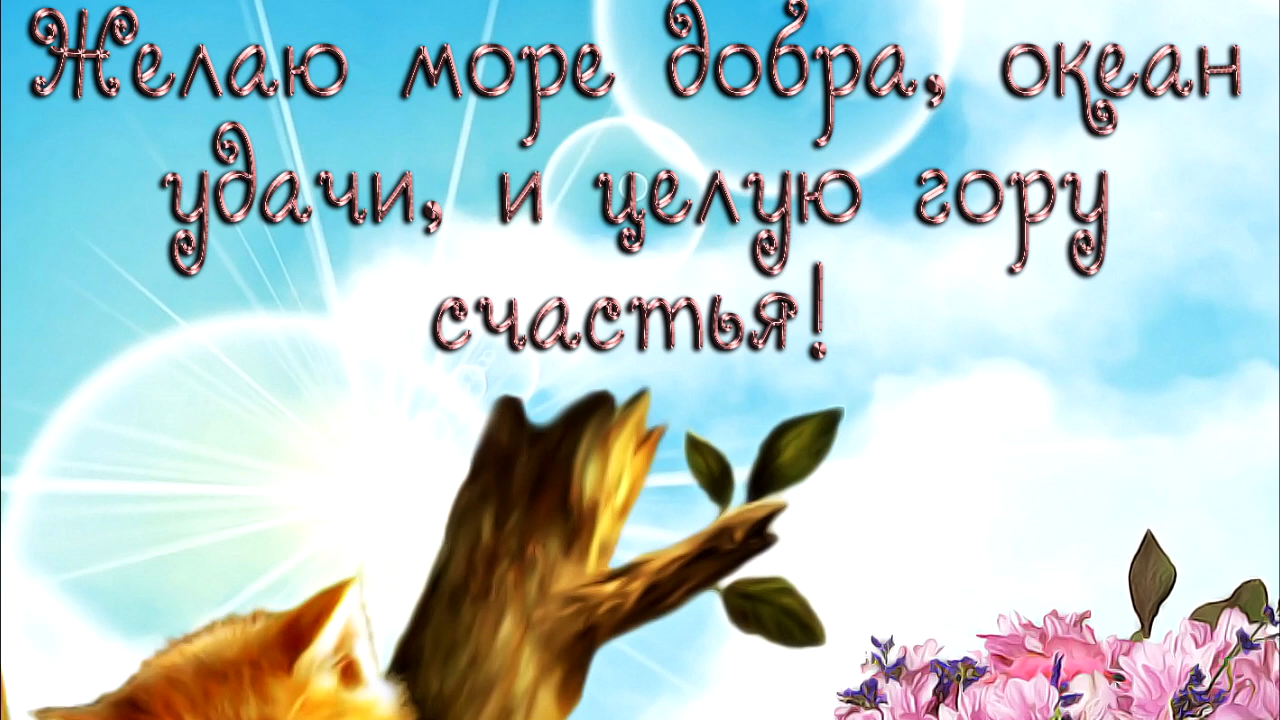 Желаю море добра, океан
удачи, и целую гору
счастья!